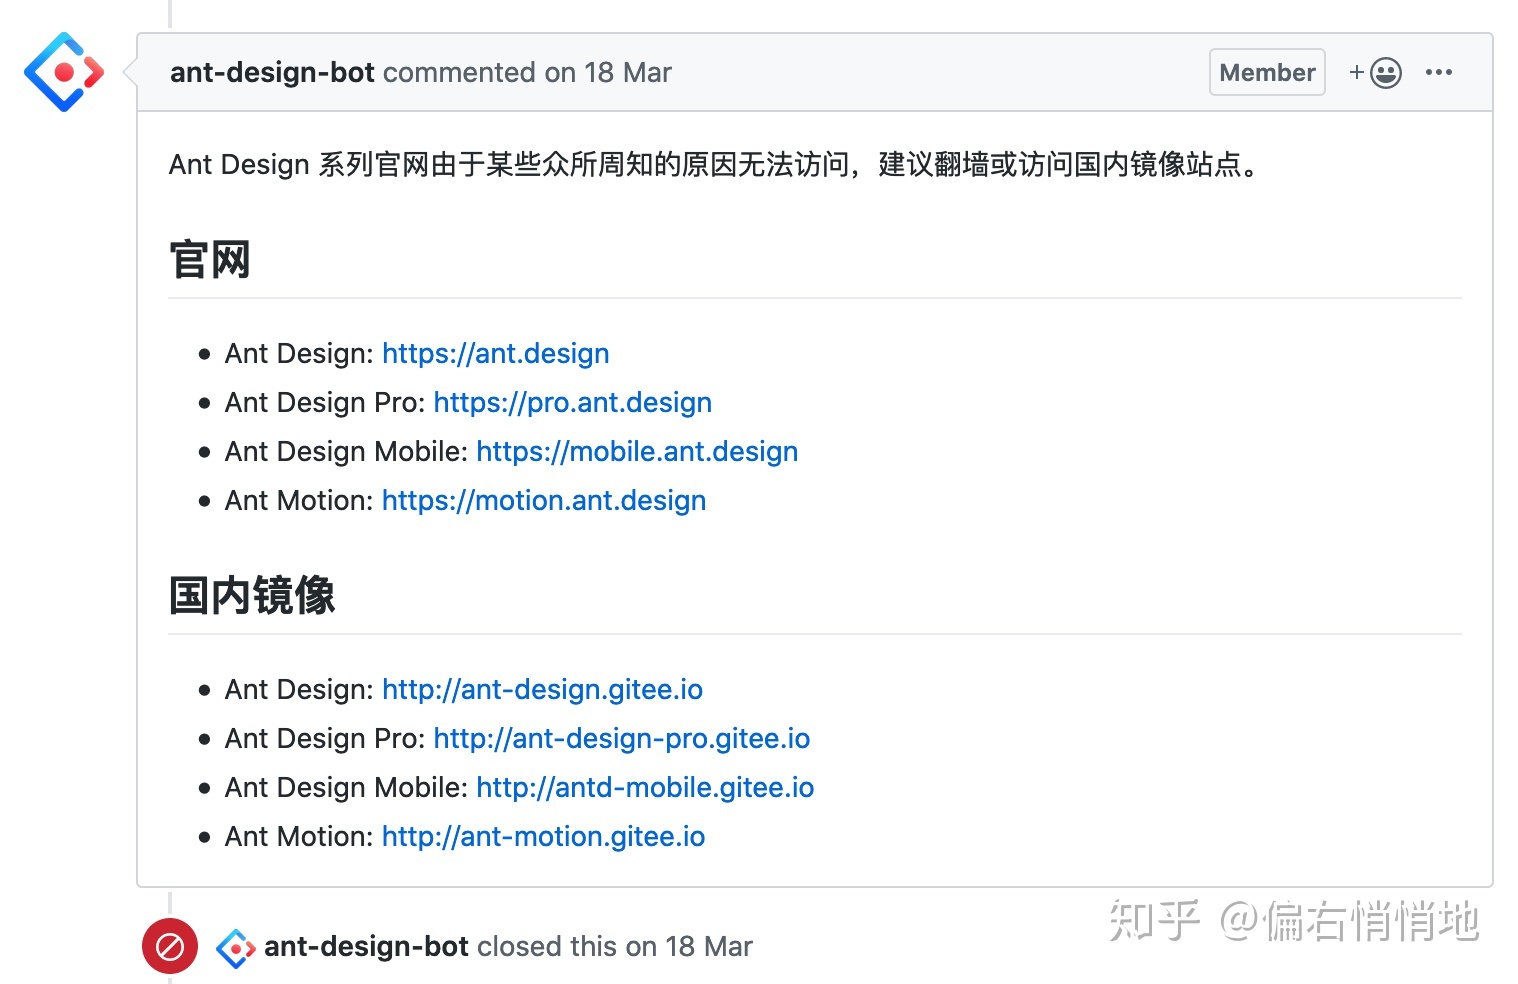 ant-design-bot commented on 18 Mar
Member
Ant Design 系列官网由于某些众所周知的原因无法访问，建议翻墙或访问国内镜像站点。
官网
Ant Design: https://ant.design
Ant Design Pro: https://pro.ant.design
Ant Design Mobile: https://mobile.ant.design
Ant Motion: https://motion.ant.design
国内镜像
Ant Design: http://ant-design.gitee.io
Ant Design Pro: http://ant-design-pro.gitee.io
Ant Design Mobile: http://antd-mobile.gitee.io
Ant Motion: http://ant-motion.gitee.io
知乎 @偏右悄悄地
ant-design-bot closed this on 18 Mar